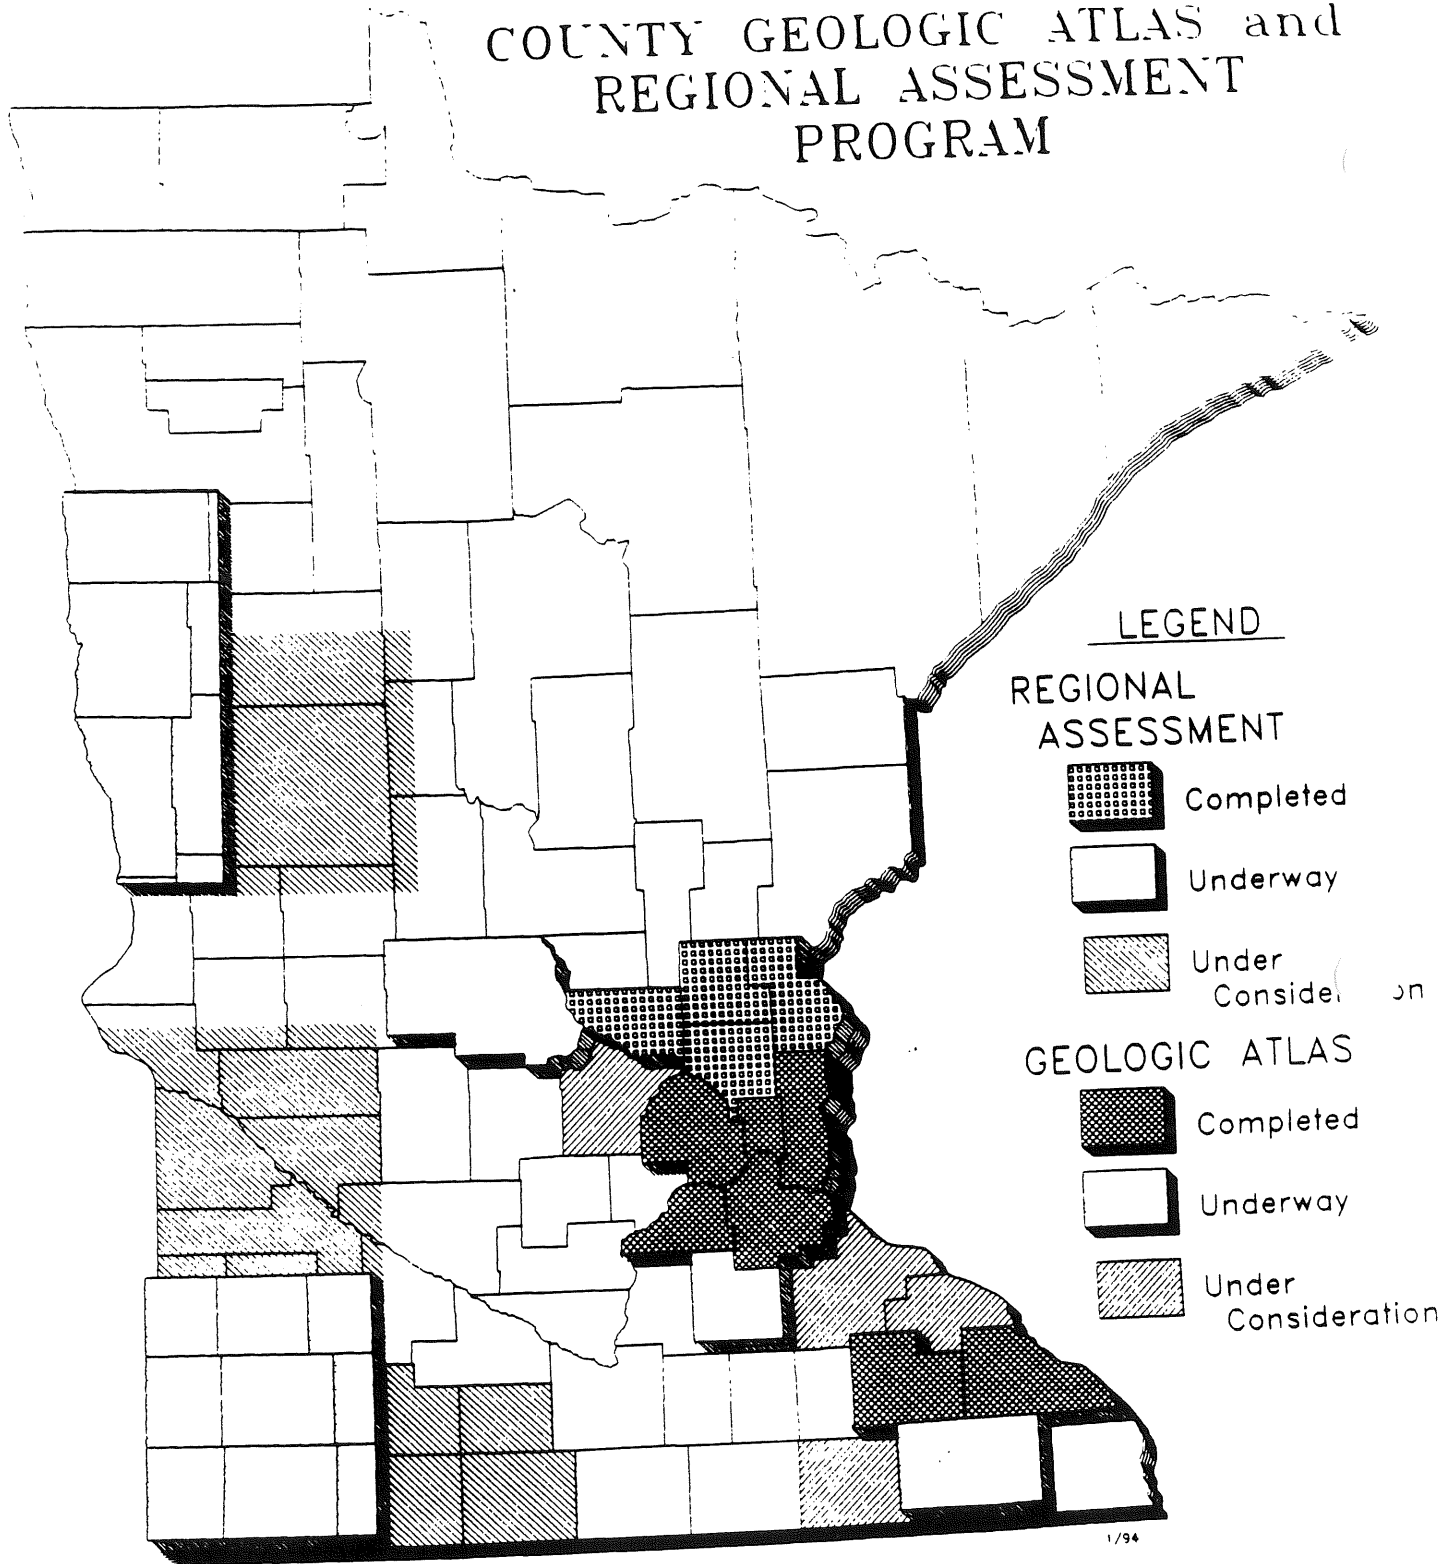 COUNTY GEOLOGIC ATLAS and
REGIONAL ASSESSMENT
PROGRAM
LEGEND
REGIONAL
ASSESSMENT
Completed
Underway
Under
GEOLOGIC ATLAS
Completed
Underway
Under
Consideration
1/94